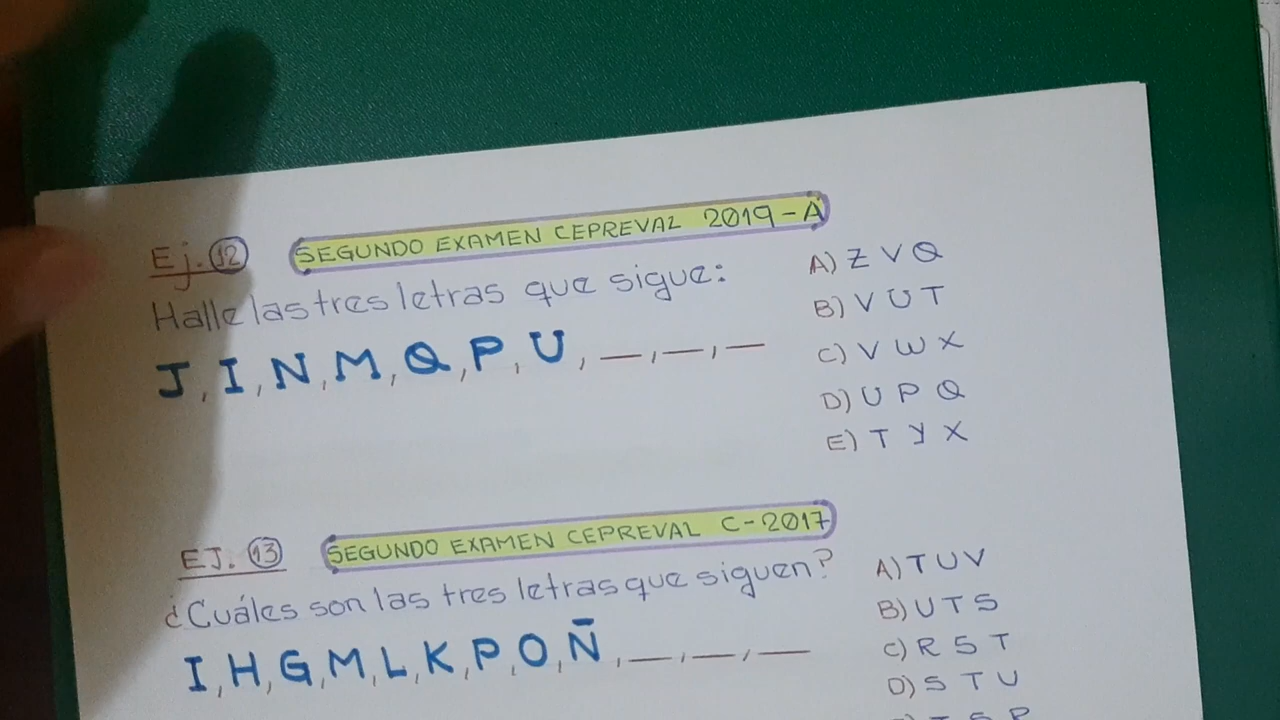 Ej. 12 SEGUNDO EXAMEN CEPREVAL 2019-A
Halle las tres letras que sigue:
J, I, N, M, Q, P, U, __, __, __
A) Z V Q
B) V U T
C) V W X
D) U P Q
E) T Y X
EJ. 13 SEGUNDO EXAMEN CEPREVAL C-2017
¿Cuáles son las tres letras que siguen?
I, H, G, M, L, K, P, O, Ñ, __, __, __
A) T U V
B) U T S
C) R S T
D) S T U